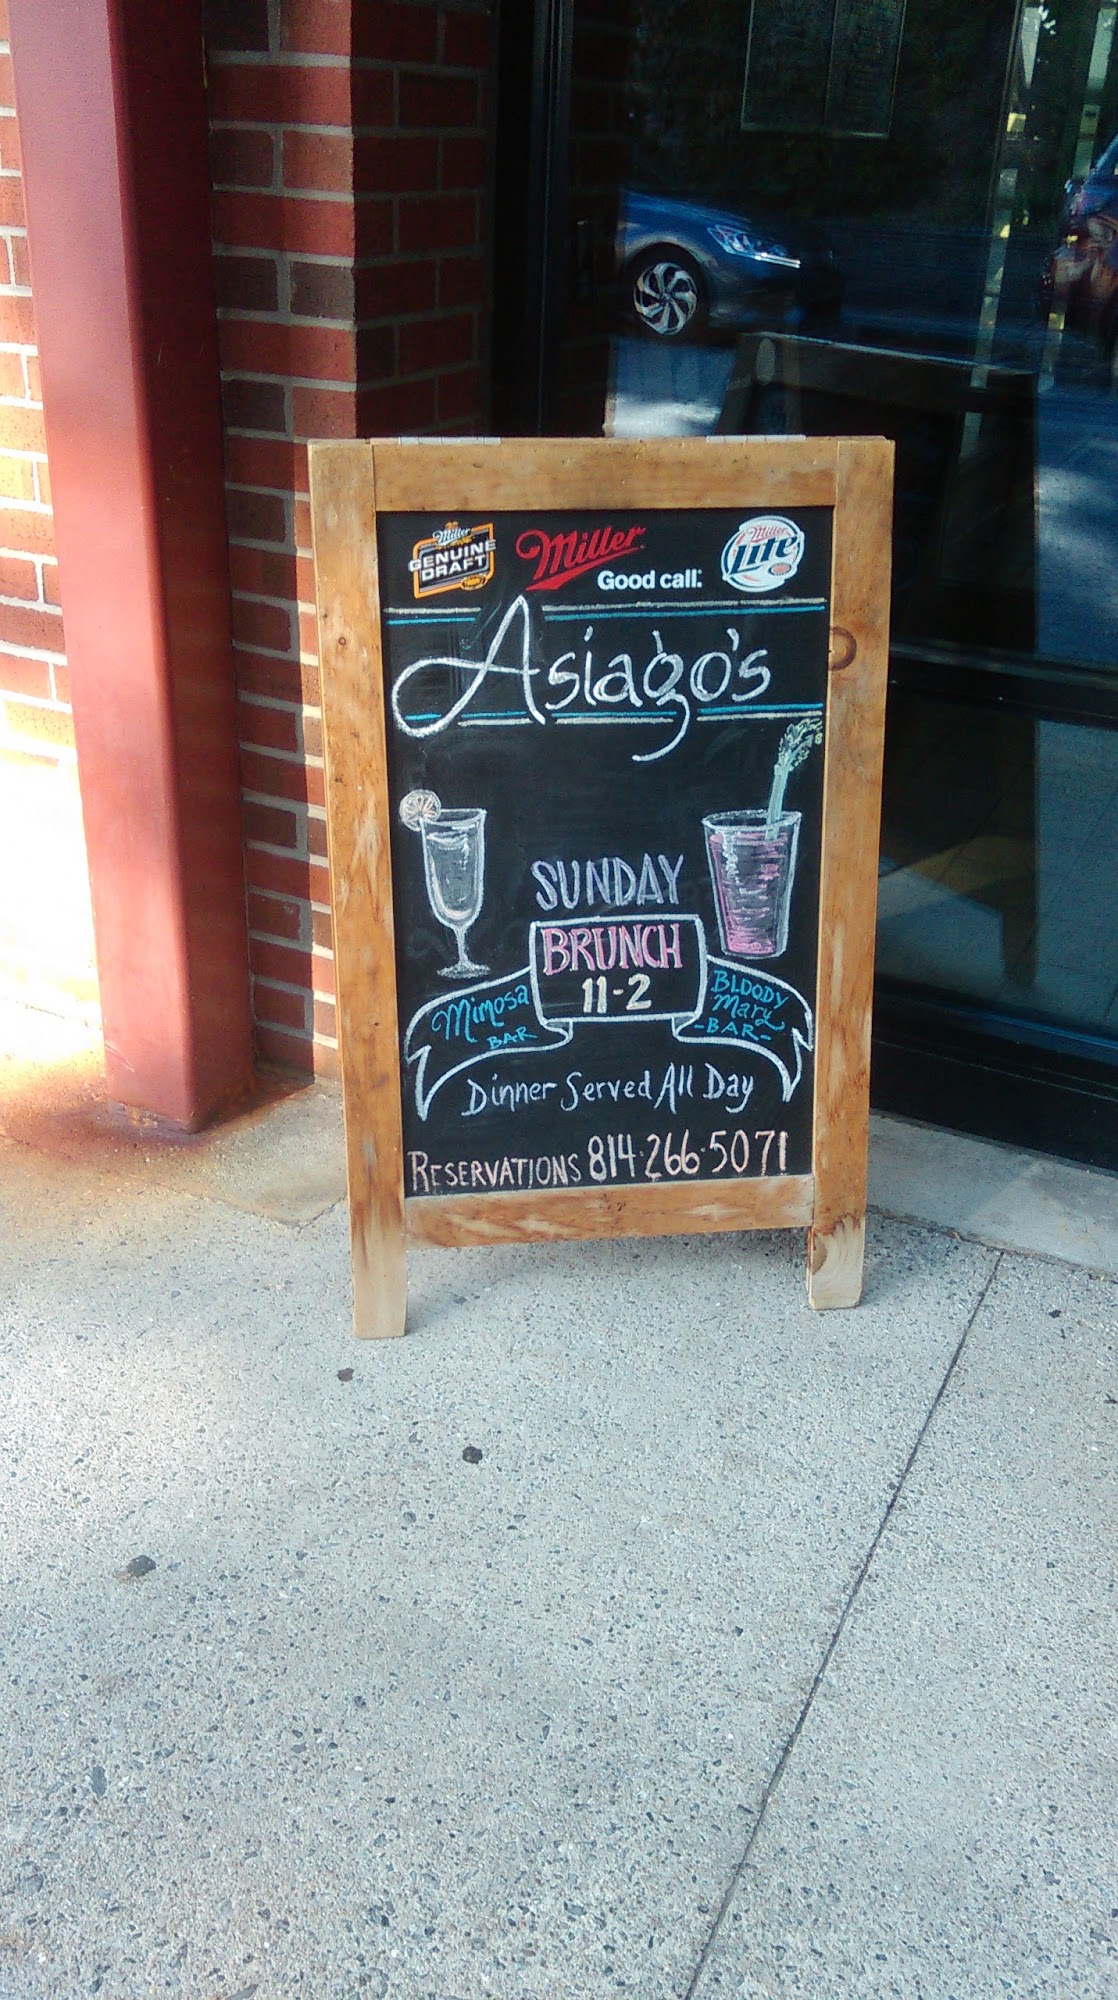 Miller
GENUINE
DRAFT
Miller
Good call.
Miller
Lite
Asiago's
SUNDAY
BRUNCH
11-2
Mimosa
BAR
BLOODY
Mary
-BAR-
Dinner Served All Day
RESERVATIONS 814·266·5071